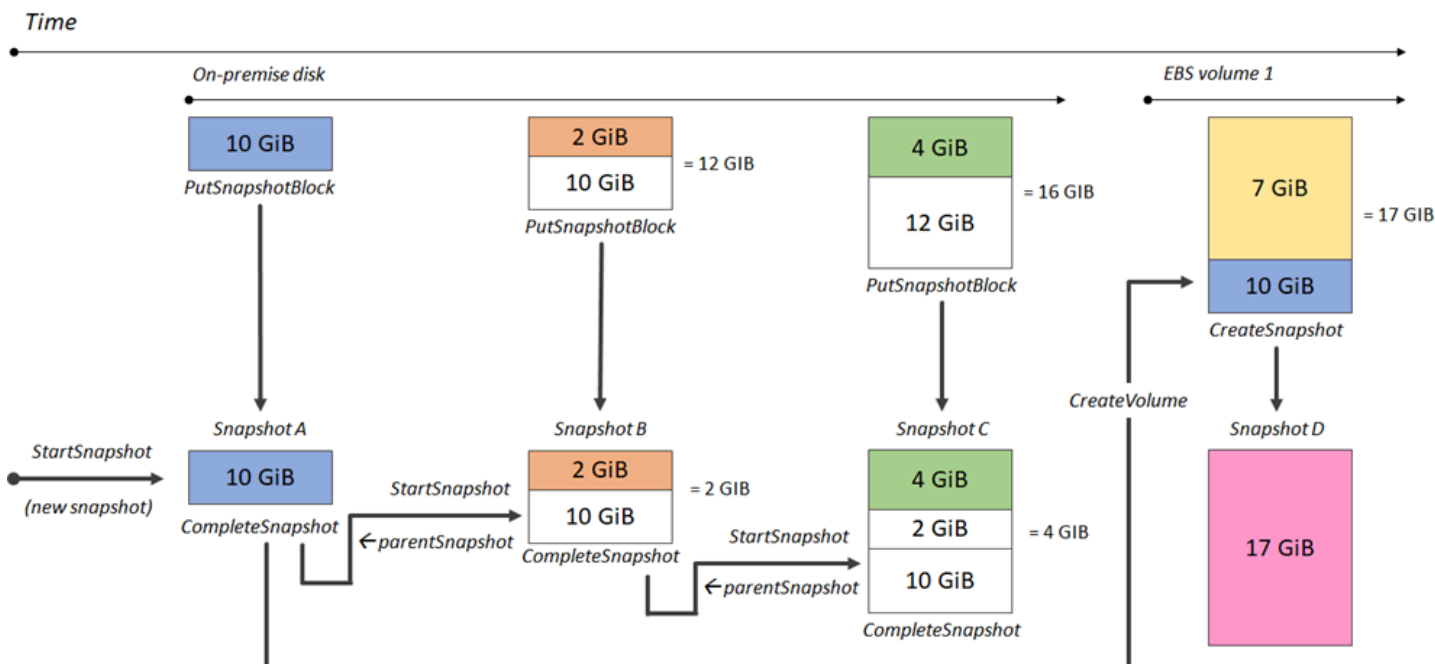 Time
On-premise disk
EBS volume 1
10 GiB
PutSnapshotBlock
2 GiB
10 GiB
= 12 GIB
PutSnapshotBlock
4 GiB
12 GiB
= 16 GIB
PutSnapshotBlock
7 GiB
= 17 GIB
10 GiB
CreateSnapshot
CreateVolume
StartSnapshot
(new snapshot)
Snapshot A
10 GiB
CompleteSnapshot
StartSnapshot
←parentSnapshot
Snapshot B
2 GiB
= 2 GIB
10 GiB
CompleteSnapshot
StartSnapshot
←parentSnapshot
Snapshot C
4 GiB
2 GiB
= 4 GIB
10 GiB
CompleteSnapshot
Snapshot D
17 GiB